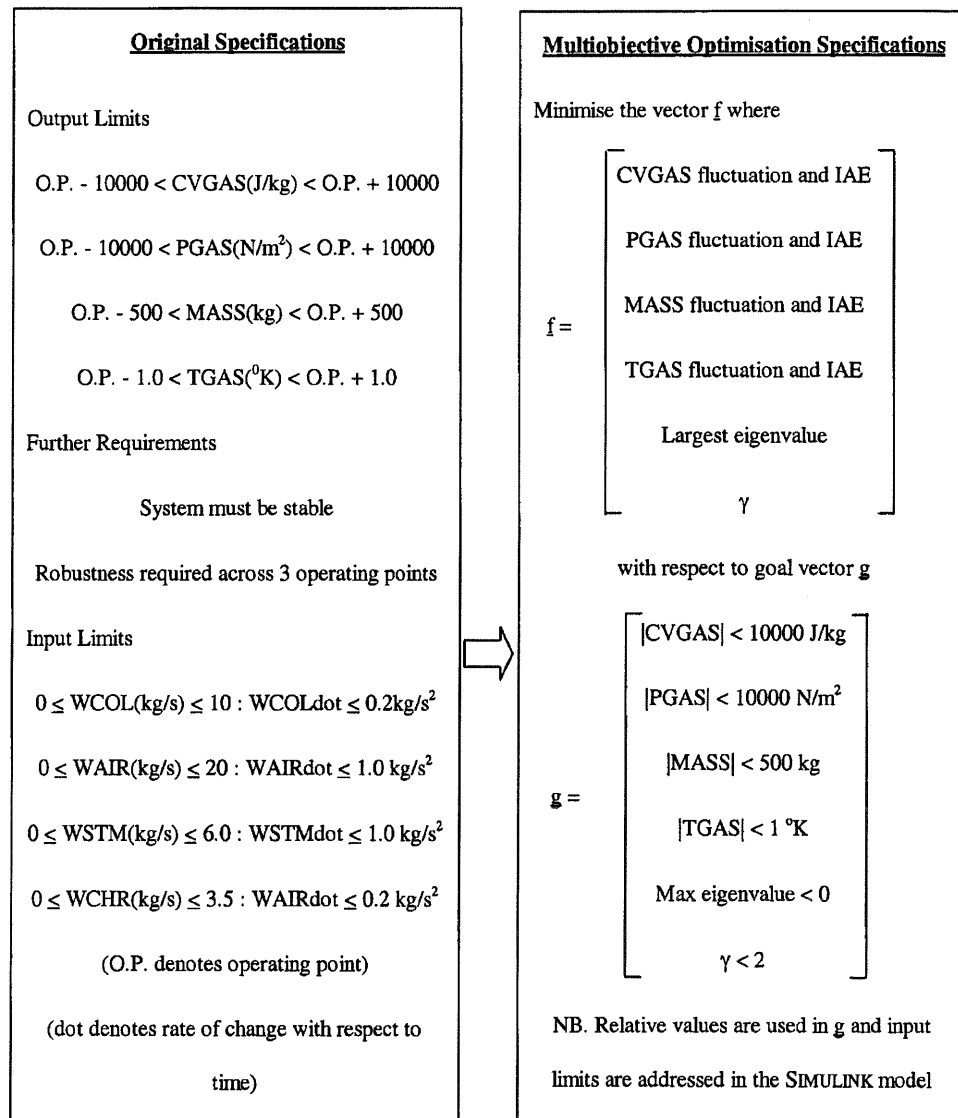 Original Specifications
Output Limits
O.P. - 10000 < CVGAS(J/kg) < O.P. + 10000
O.P. - 10000 < PGAS(N/m²) < O.P. + 10000
O.P. - 500 < MASS(kg) < O.P. + 500
O.P. - 1.0 < TGAS(⁰K) < O.P. + 1.0
Further Requirements
System must be stable
Robustness required across 3 operating points
Input Limits
0 ≤ WCOL(kg/s) ≤ 10 : WCOLdot ≤ 0.2kg/s²
0 ≤ WAIR(kg/s) ≤ 20 : WAIRdot ≤ 1.0 kg/s²
0 ≤ WSTM(kg/s) ≤ 6.0 : WSTMdot ≤ 1.0 kg/s²
0 ≤ WCHR(kg/s) ≤ 3.5 : WAIRdot ≤ 0.2 kg/s²
(O.P. denotes operating point)
(dot denotes rate of change with respect to
time)
Multiobjective Optimisation Specifications
Minimise the vector f where
f =
CVGAS fluctuation and IAE
PGAS fluctuation and IAE
MASS fluctuation and IAE
TGAS fluctuation and IAE
Largest eigenvalue
γ
with respect to goal vector g
g =
|CVGAS| < 10000 J/kg
|PGAS| < 10000 N/m²
|MASS| < 500 kg
|TGAS| < 1 °K
Max eigenvalue < 0
γ < 2
NB. Relative values are used in g and input
limits are addressed in the SIMULINK model